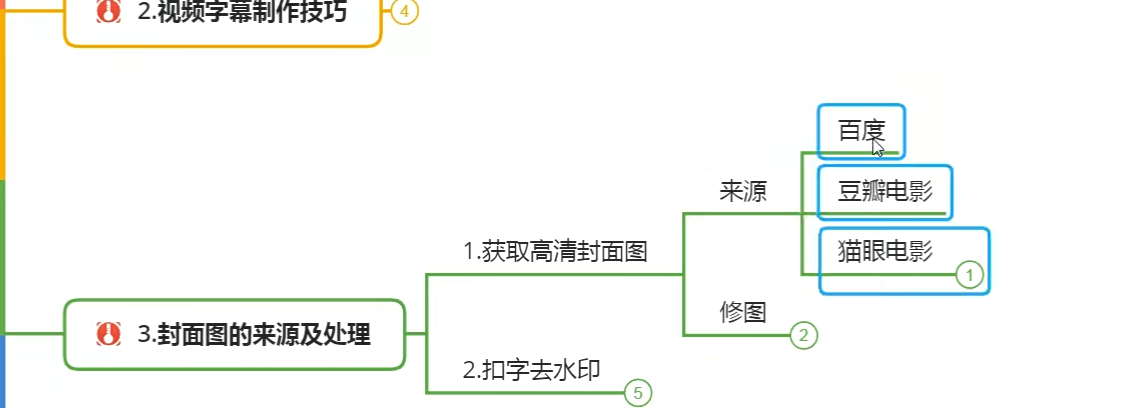 2.视频字幕制作技巧
4
百度
来源
豆瓣电影
1.获取高清封面图
猫眼电影
1
修图
2
3.封面图的来源及处理
2.扣字去水印
5